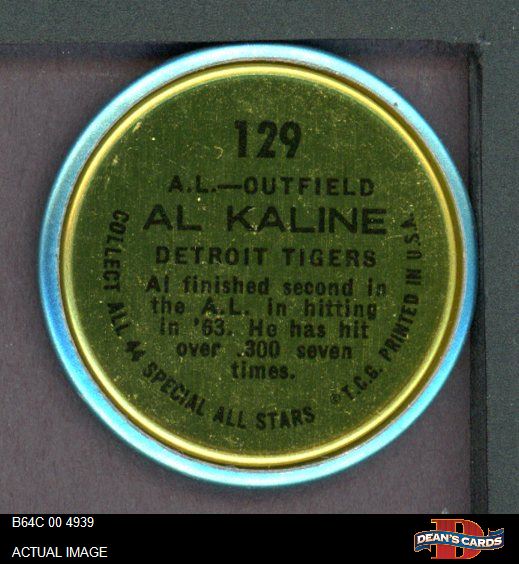 129
A.L.—OUTFIELD
AL KALINE
DETROIT TIGERS
Al finished second in
the A.L. in hitting
in '63. He has hit
over .300 seven
times.
COLLECT ALL 44 SPECIAL ALL STARS
©T.C.G. PRINTED IN U.S.A.
B64C 00 4939
ACTUAL IMAGE
D
DEAN'S CARDS